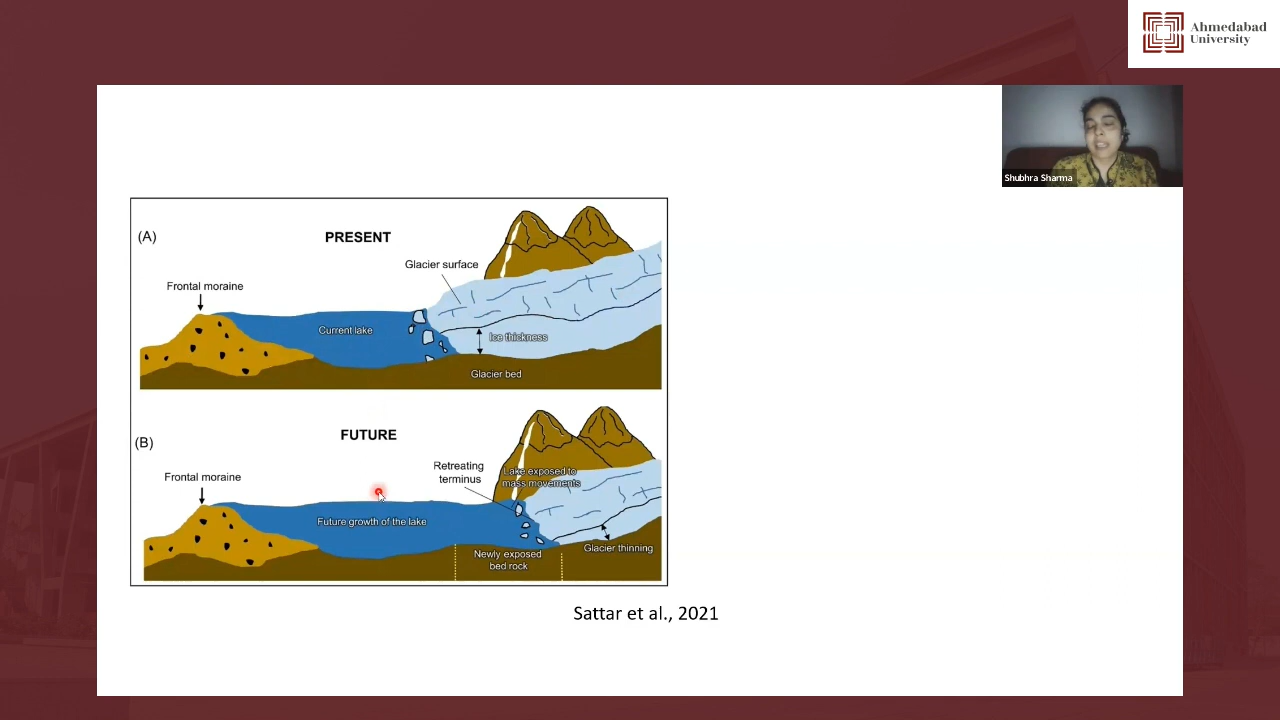 Ahmedabad
University
Shubhra Sharma
(A)
PRESENT
Glacier surface
Frontal moraine
Current lake
Ice thickness
Glacier bed
(B)
FUTURE
Retreating
terminus
Lake exposed to
mass movements
Frontal moraine
Future growth of the lake
Newly exposed
bed rock
Glacier thinning
Sattar et al., 2021